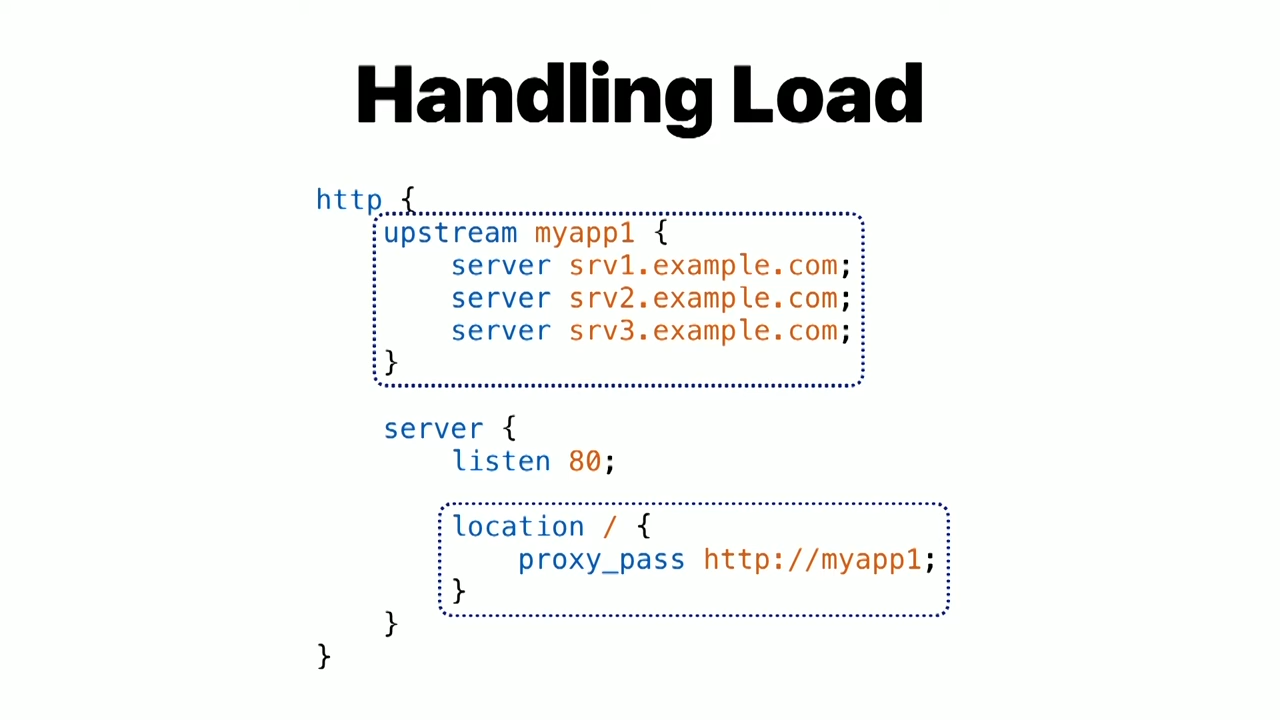 Handling Load
http {
    upstream myapp1 {
        server srv1.example.com;
        server srv2.example.com;
        server srv3.example.com;
    }
    server {
        listen 80;
        location / {
            proxy_pass http://myapp1;
        }
    }
}